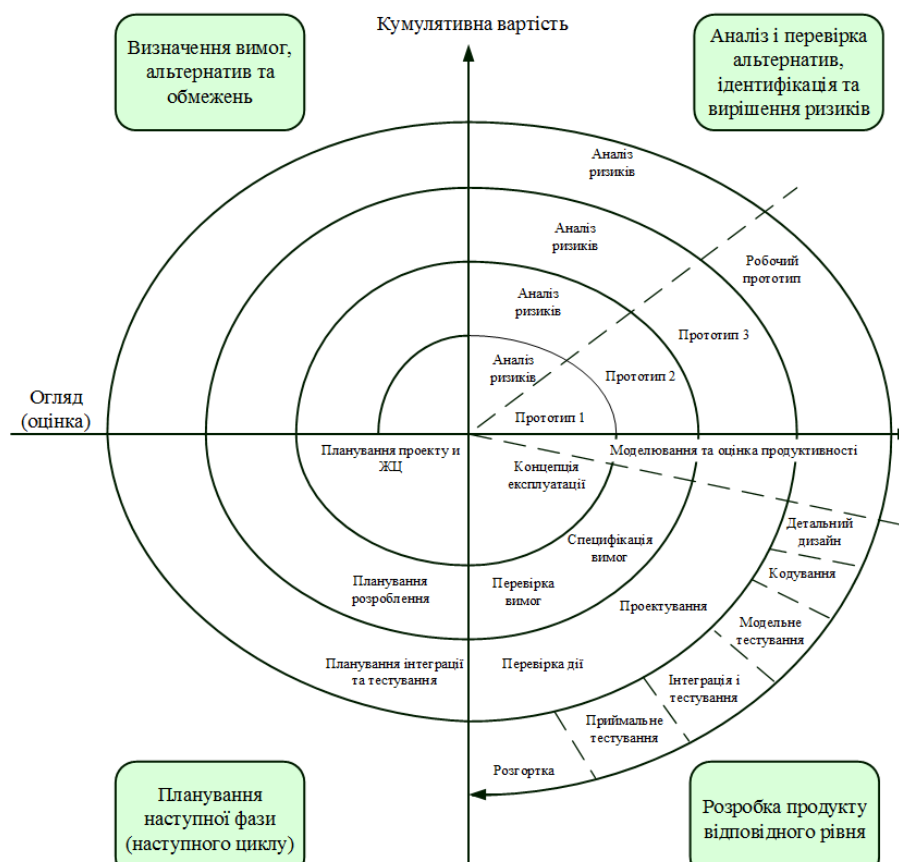 Кумулятивна вартість
Визначення вимог,
альтернатив та
обмежень
Аналіз і перевірка
альтернатив,
ідентифікація та
вирішення ризиків
Аналіз
ризиків
Аналіз
ризиків
Робочий
прототип
Аналіз
ризиків
Прототип 3
Аналіз
ризиків
Прототип 2
Огляд
(оцінка)
Прототип 1
Планування проекту и
ЖЦ
Концепція
експлуатації
Моделювання та оцінка продуктивності
Детальний
дизайн
Специфікація
вимог
Кодування
Планування
розроблення
Перевірка
вимог
Проектування
Модельне
тестування
Планування інтеграції
та тестування
Перевірка дії
Інтеграція і
тестування
Приймальне
тестування
Розгортка
Планування
наступної фази
(наступного циклу)
Розробка продукту
відповідного рівня